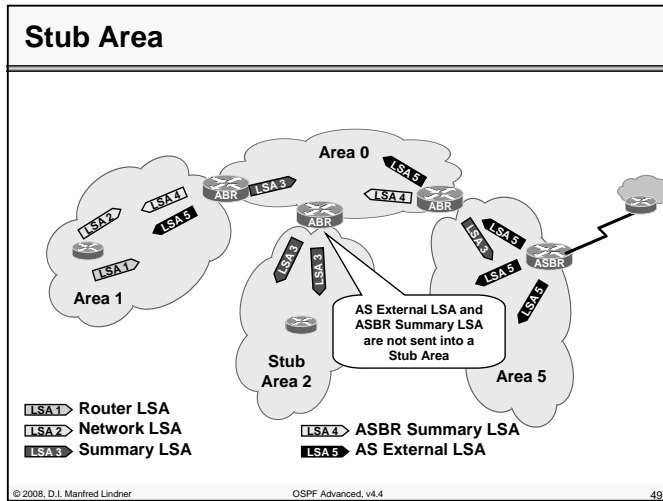 Stub Area
Area 0
LSA 5
LSA 4
LSA 3
ABR
ABR
ABR
LSA 4
LSA 5
LSA 2
LSA 1
Area 1
LSA 3
LSA 3
LSA 3
LSA 5
LSA 5
LSA 5
ASBR
AS External LSA and
ASBR Summary LSA
are not sent into a
Stub Area
Stub
Area 2
Area 5
LSA 1 Router LSA
LSA 2 Network LSA
LSA 3 Summary LSA
LSA 4 ASBR Summary LSA
LSA 5 AS External LSA
© 2008, D.I. Manfred Lindner
OSPF Advanced, v4.4
49